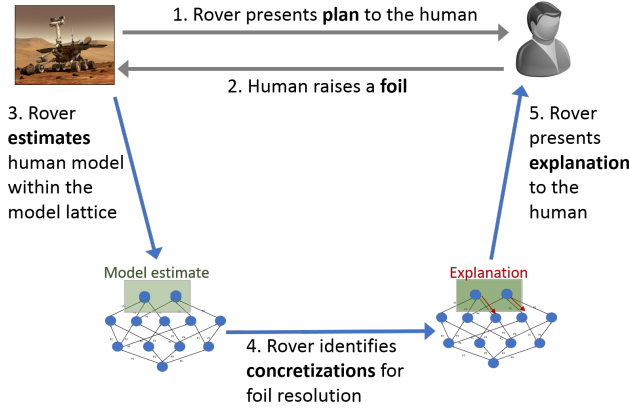 1. Rover presents plan to the human
2. Human raises a foil
3. Rover
estimates
human model
within the
model lattice
5. Rover
presents
explanation
to the
human
Model estimate
Explanation
4. Rover identifies
concretizations for
foil resolution